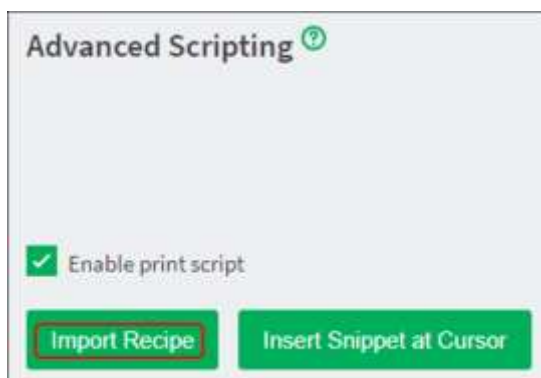 Advanced Scripting ?
Enable print script
Import Recipe Insert Snippet at Cursor